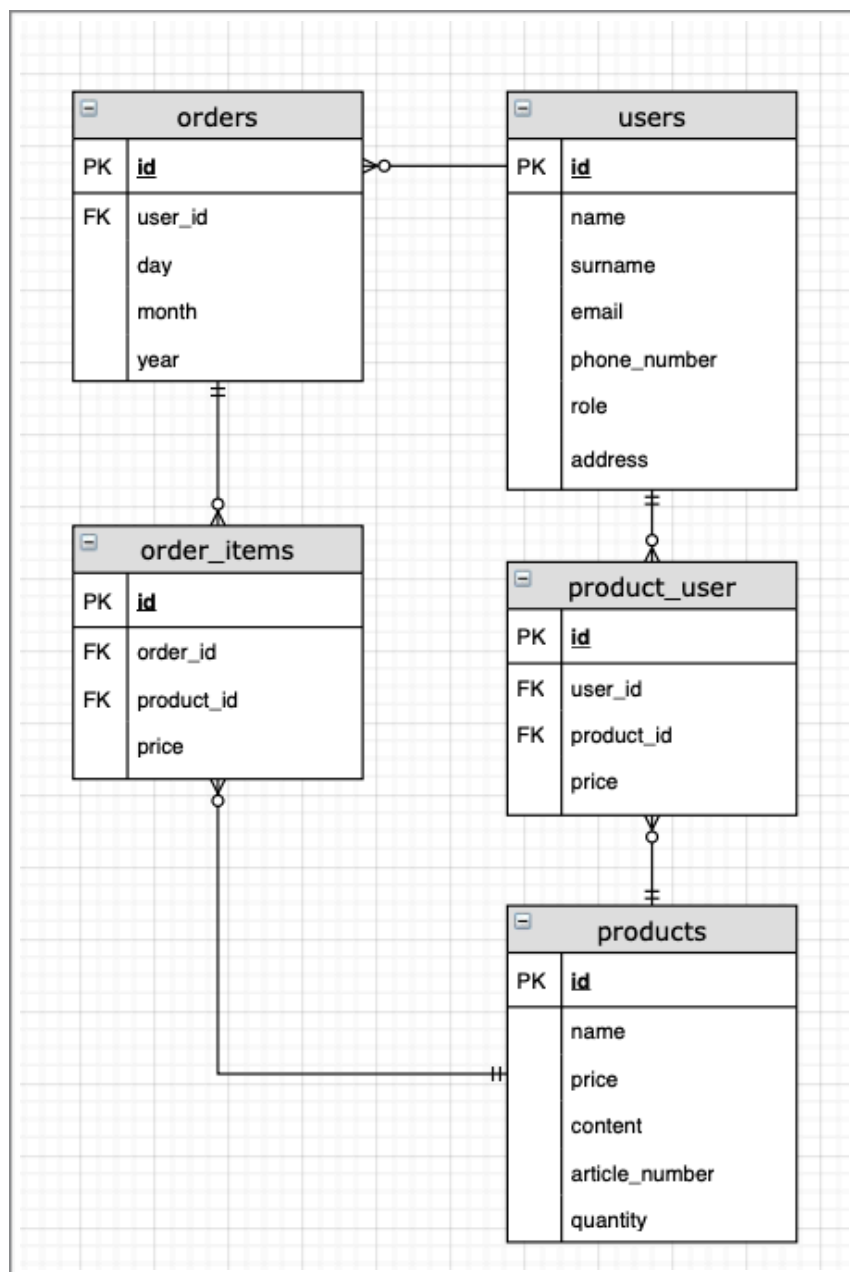 orders
PK id
FK user_id
day
month
year
users
PK id
name
surname
email
phone_number
role
address
order_items
PK id
FK order_id
FK product_id
price
product_user
PK id
FK user_id
FK product_id
price
products
PK id
name
price
content
article_number
quantity